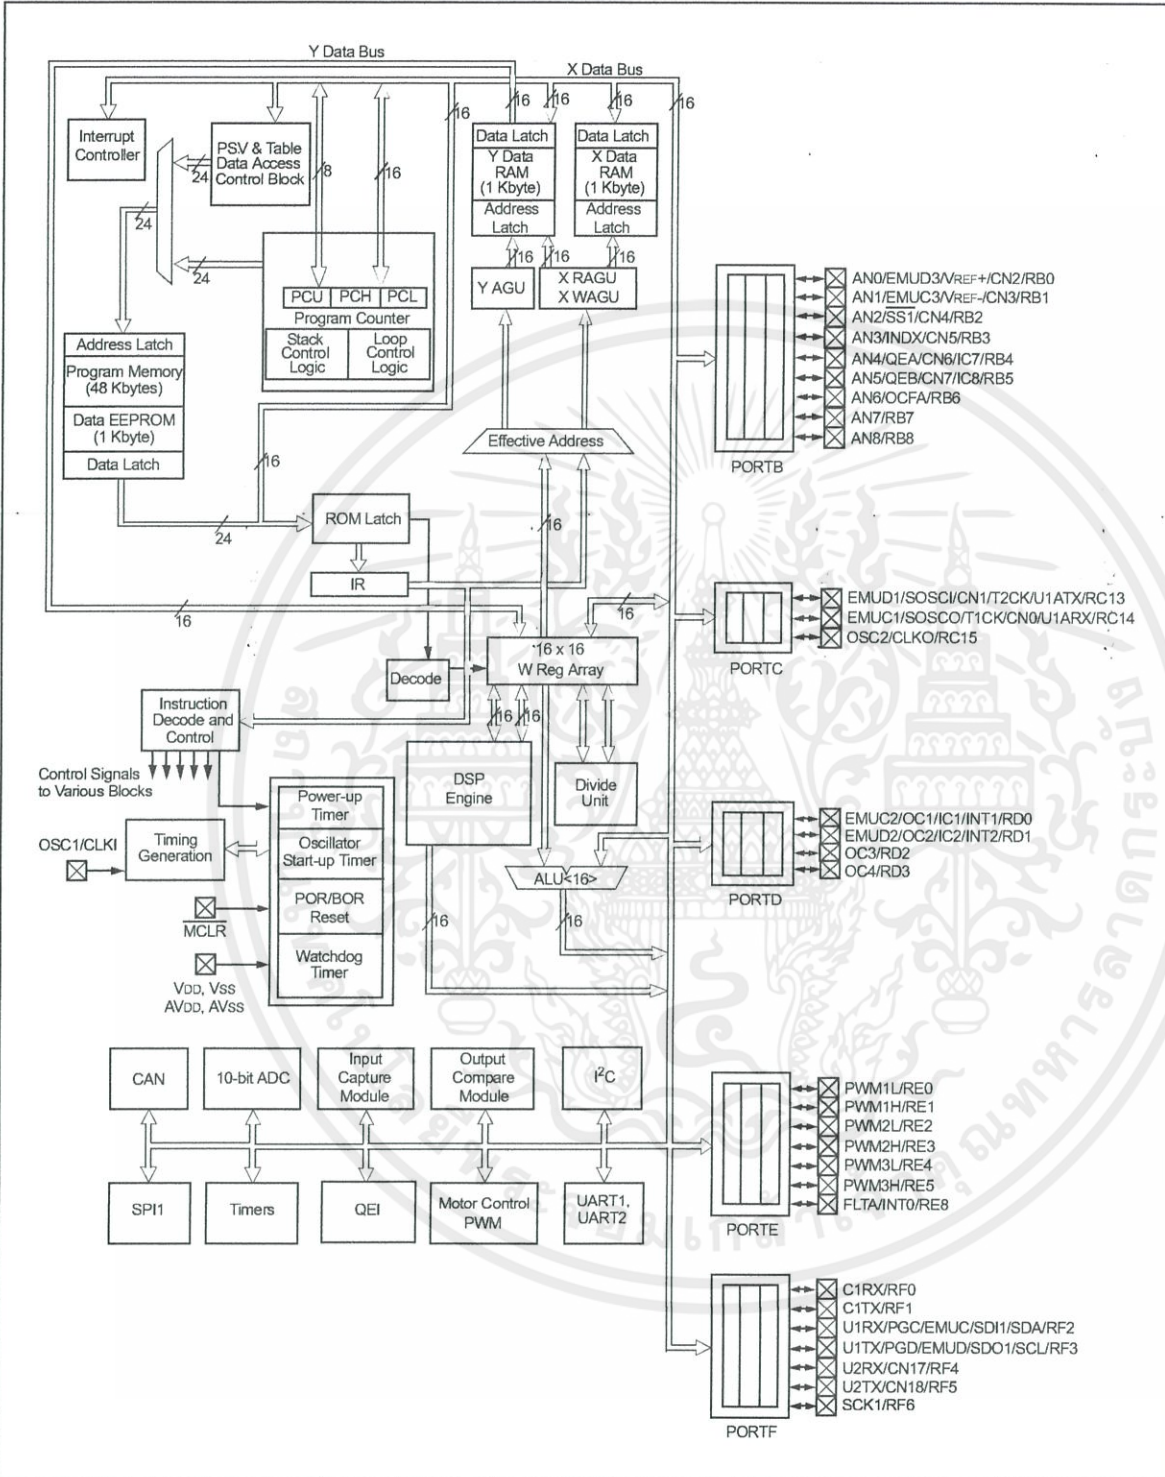 Y Data Bus
X Data Bus
16
16
16
16
16
Interrupt
Controller
PSV & Table
Data Access
Control Block
24
24
24
8
16
Data Latch
Y Data
RAM
(1 Kbyte)
Address
Latch
Data Latch
X Data
RAM
(1 Kbyte)
Address
Latch
16
16
16
Y AGU
X RAGU
X WAGU
PCU
PCH
PCL
Program Counter
Stack
Control
Logic
Loop
Control
Logic
Address Latch
Program Memory
(48 Kbytes)
Data EEPROM
(1 Kbyte)
Data Latch
16
24
Effective Address
16
ROM Latch
IR
16
16
16 x 16
W Reg Array
Decode
16
16
Instruction
Decode and
Control
Control Signals
to Various Blocks
DSP
Engine
Divide
Unit
Power-up
Timer
Oscillator
Start-up Timer
POR/BOR
Reset
Watchdog
Timer
OSC1/CLKI
Timing
Generation
MCLR
VDD, VSS
AVDD, AVSS
ALU<16>
16
16
AN0/EMUD3/VREF+/CN2/RB0
AN1/EMUC3/VREF-/CN3/RB1
AN2/SS1/CN4/RB2
AN3/INDX/CN5/RB3
AN4/QEA/CN6/IC7/RB4
AN5/QEB/CN7/IC8/RB5
AN6/OCFA/RB6
AN7/RB7
AN8/RB8
PORTB
EMUD1/SOSCI/CN1/T2CK/U1ATX/RC13
EMUC1/SOSCO/T1CK/CN0/U1ARX/RC14
OSC2/CLKO/RC15
PORTC
EMUC2/OC1/IC1/INT1/RD0
EMUD2/OC2/IC2/INT2/RD1
OC3/RD2
OC4/RD3
PORTD
CAN
10-bit ADC
Input
Capture
Module
Output
Compare
Module
I²C
SPI1
Timers
QEI
Motor Control
PWM
UART1,
UART2
PWM1L/RE0
PWM1H/RE1
PWM2L/RE2
PWM2H/RE3
PWM3L/RE4
PWM3H/RE5
FLTA/INT0/RE8
PORTE
C1RX/RF0
C1TX/RF1
U1RX/PGC/EMUC/SDI1/SDA/RF2
U1TX/PGD/EMUD/SDO1/SCL/RF3
U2RX/CN17/RF4
U2TX/CN18/RF5
SCK1/RF6
PORTF